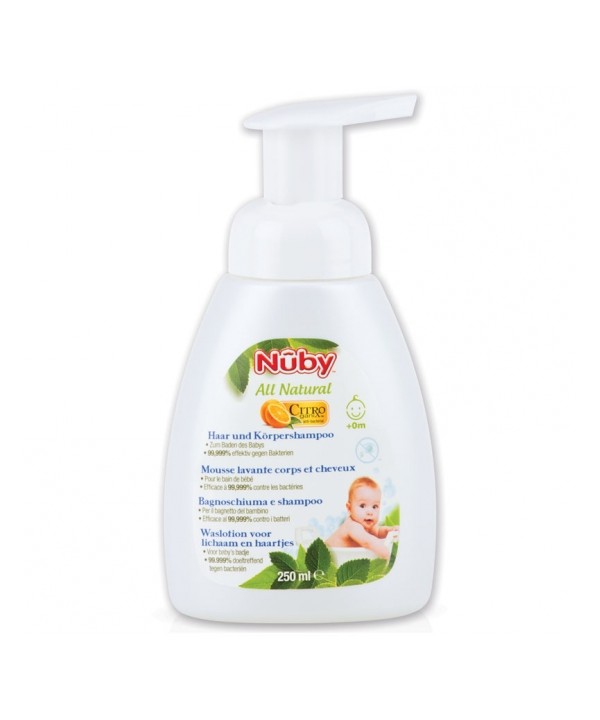 Nûby
All Natural
CITRO
ganix
+0m
Haar und Körpershampoo
• Zum Baden des Babys
• 99,999% effektiv gegen Bakterien
Mousse lavante corps et cheveux
• Pour le bain de bébé
• Efficace à 99,999% contre les bactéries
Bagnoschiuma e shampoo
• Per il baghetto del bambino
• Efficace al 99,999% contro i batteri
Waslotion voor
lichaam en haartjes
• Voor baby's badje
• 99,999% doeltreffend
tegen bacteriën
250 ml ℮